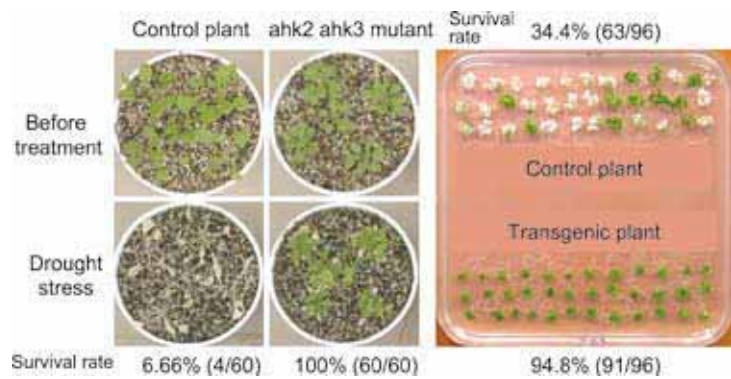 Control plant
ahk2 ahk3 mutant
Survival
rate
34.4% (63/96)
Before
treatment
Control plant
Transgenic plant
Drought
stress
Survival rate
6.66% (4/60)
100% (60/60)
94.8% (91/96)